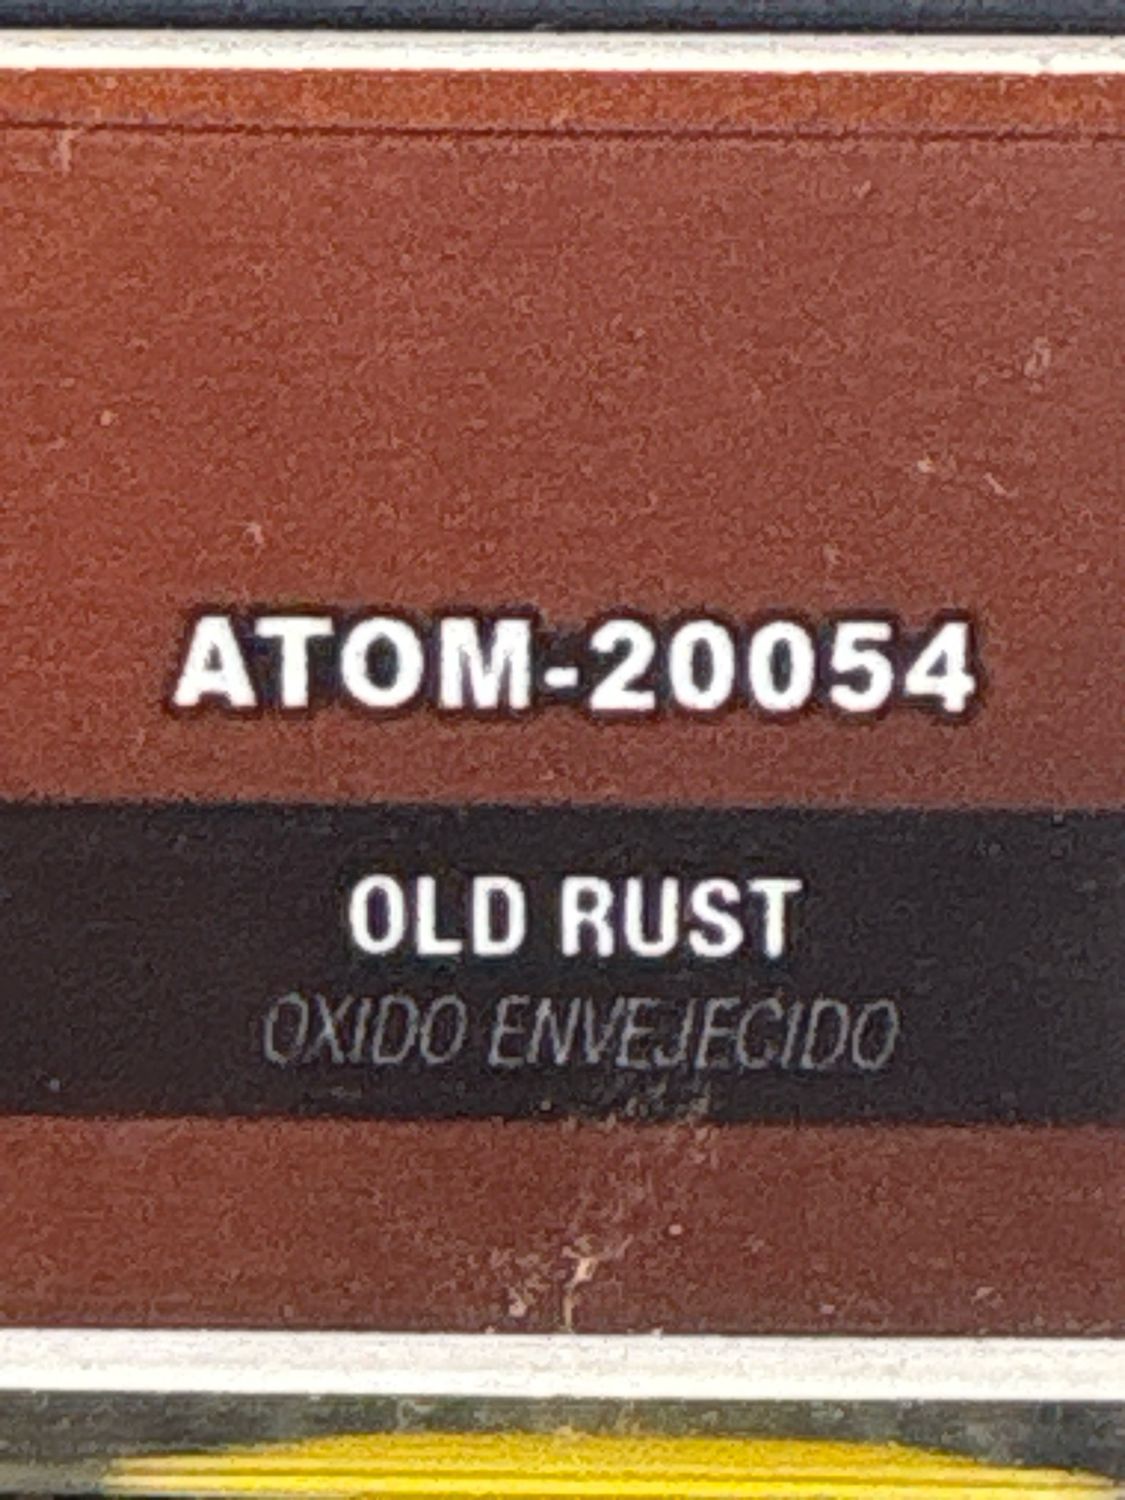 ATOM-20054
OLD RUST
OXIDO ENVEJECIDO